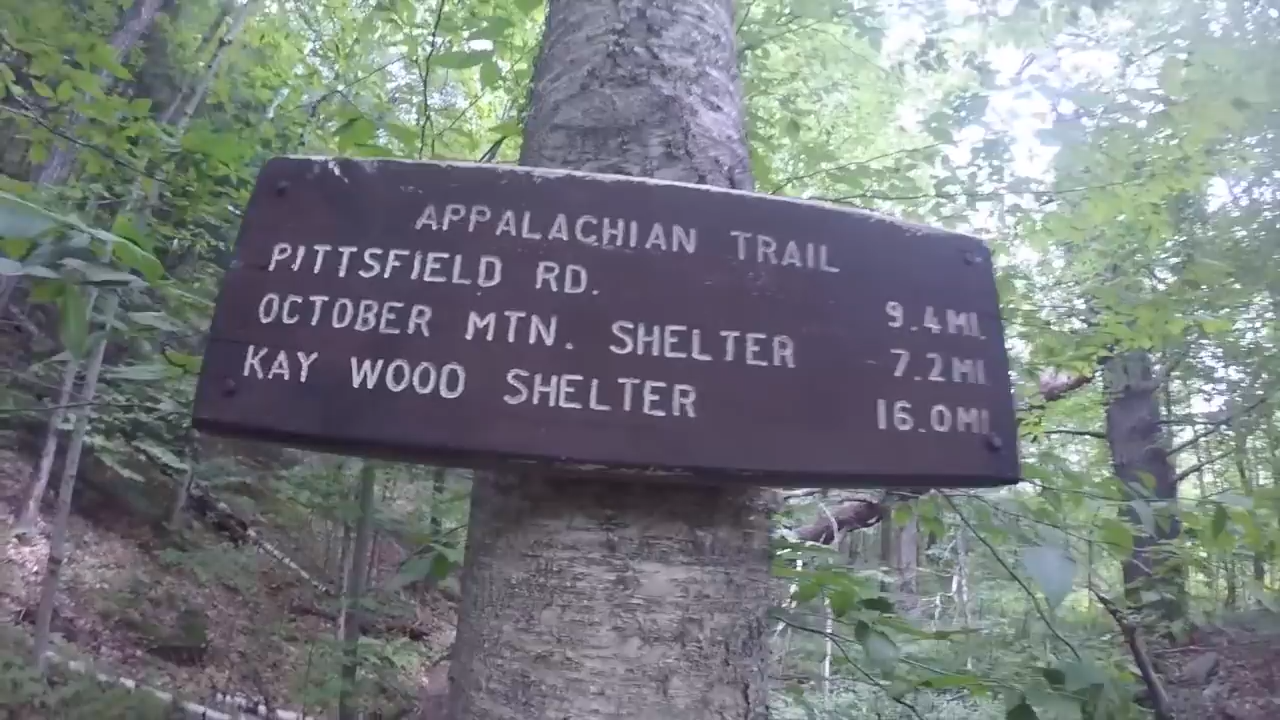 APPALACHIAN TRAIL
PITTSFIELD RD. 9.4 MI.
OCTOBER MTN. SHELTER 7.2 MI.
KAY WOOD SHELTER 16.0 MI.